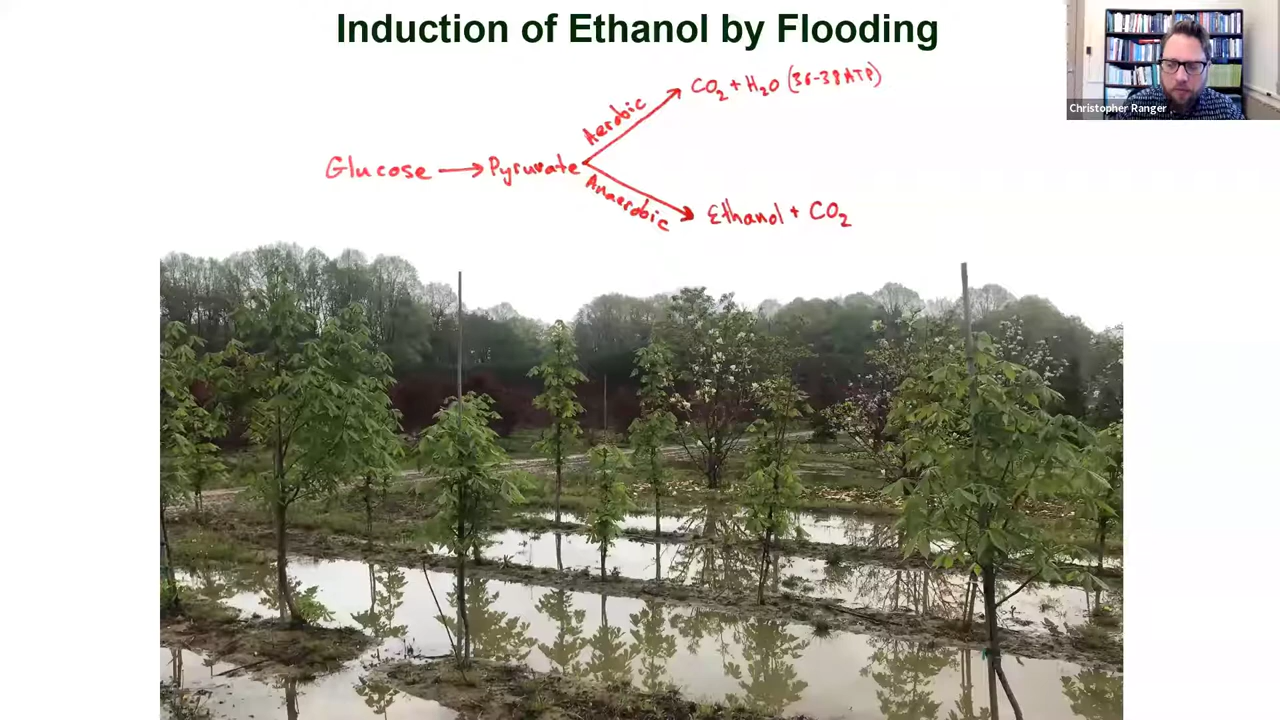 Induction of Ethanol by Flooding
Christopher Ranger
Aerobic
CO2 + H2O (36-38 ATP)
Glucose → Pyruvate
Anaerobic
Ethanol + CO2